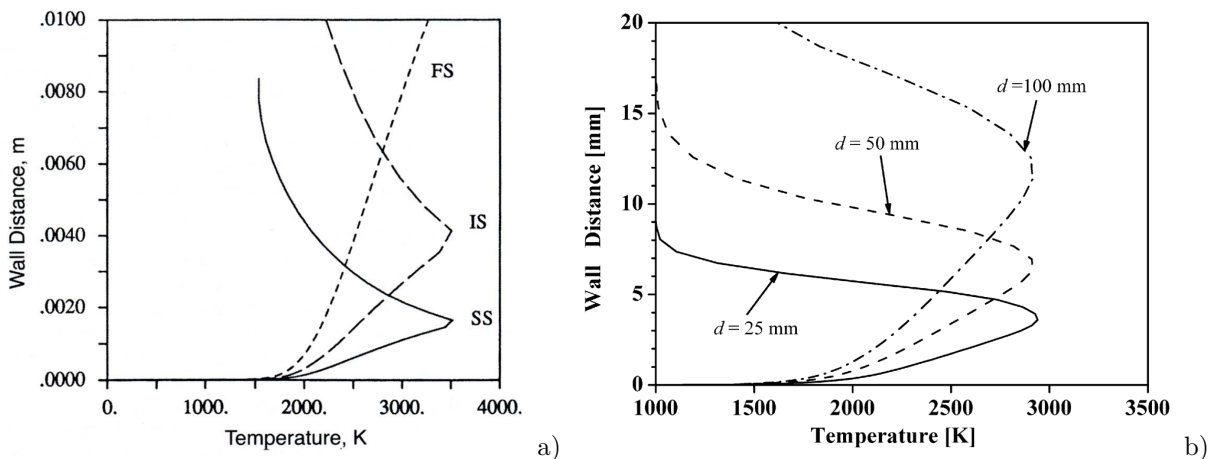 .0100
.0080
.0060
.0040
.0020
.0000
Wall Distance, m
FS
IS
SS
0. 1000. 2000. 3000. 4000.
Temperature, K
a)
20
15
10
5
0
Wall Distance [mm]
d =100 mm
d = 50 mm
d = 25 mm
1000 1500 2000 2500 3000 3500
Temperature [K]
b)